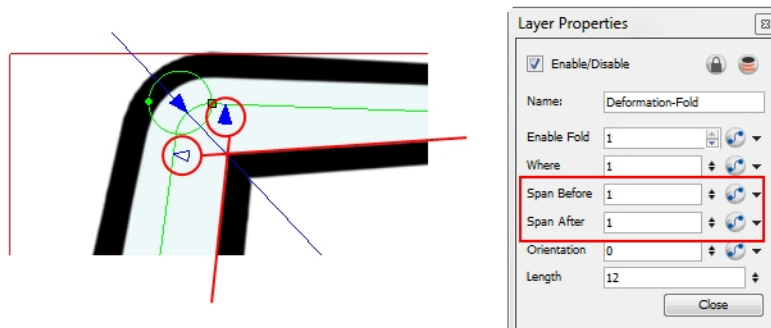 Layer Properties
Enable/Disable
Name: Deformation-Fold
Enable Fold 1
Where 1
Span Before 1
Span After 1
Orientation 0
Length 12
Close